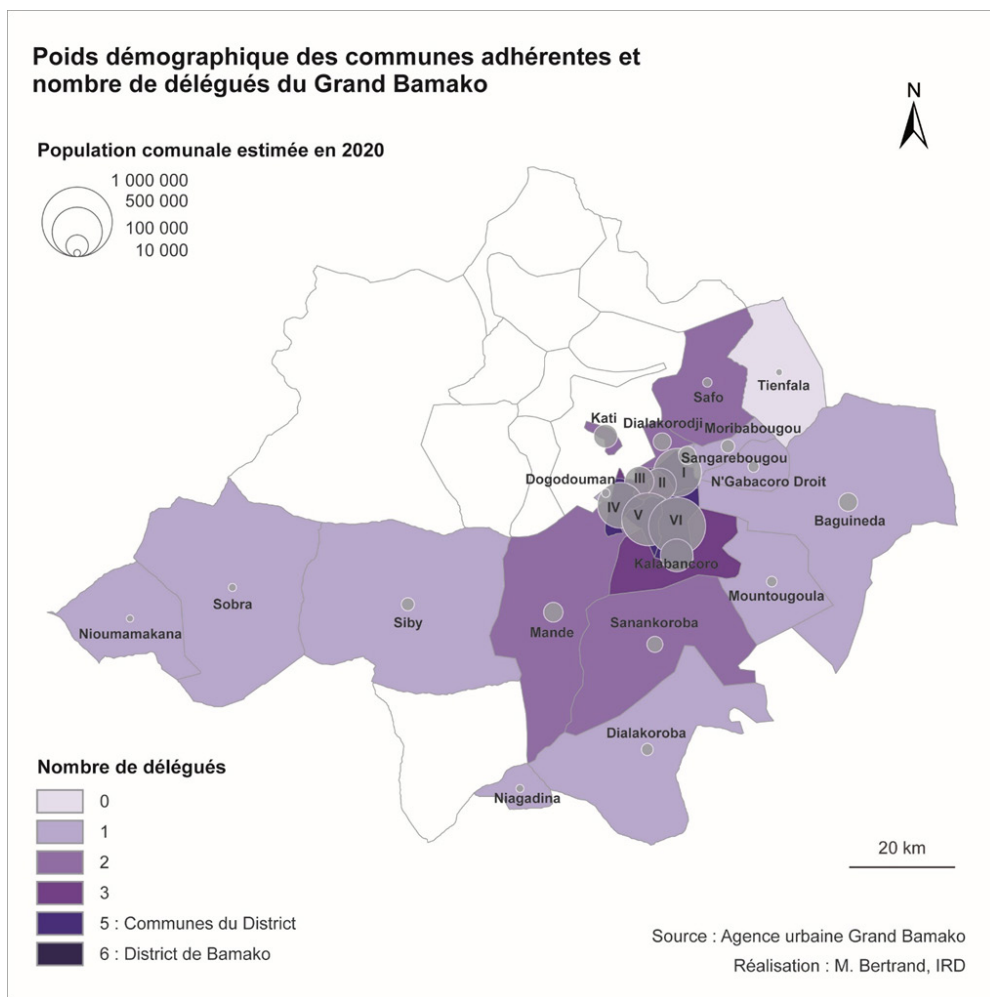 Poids démographique des communes adhérentes et
nombre de délégués du Grand Bamako
N
Population comunale estimée en 2020
1 000 000
500 000
100 000
10 000
Tienfala
Safo
Kati
Dialakorodji
Moribabougou
Sangarebougou
Dogodouman
III
II
I
N'Gabacoro Droit
IV
V
VI
Baguineda
Kalabancoro
Mountougoula
Sobra
Siby
Nioumamakana
Mande
Sanankoroba
Dialakoroba
Niagadina
Nombre de délégués
0
1
2
3
5 : Communes du District
6 : District de Bamako
20 km
Source : Agence urbaine Grand Bamako
Réalisation : M. Bertrand, IRD